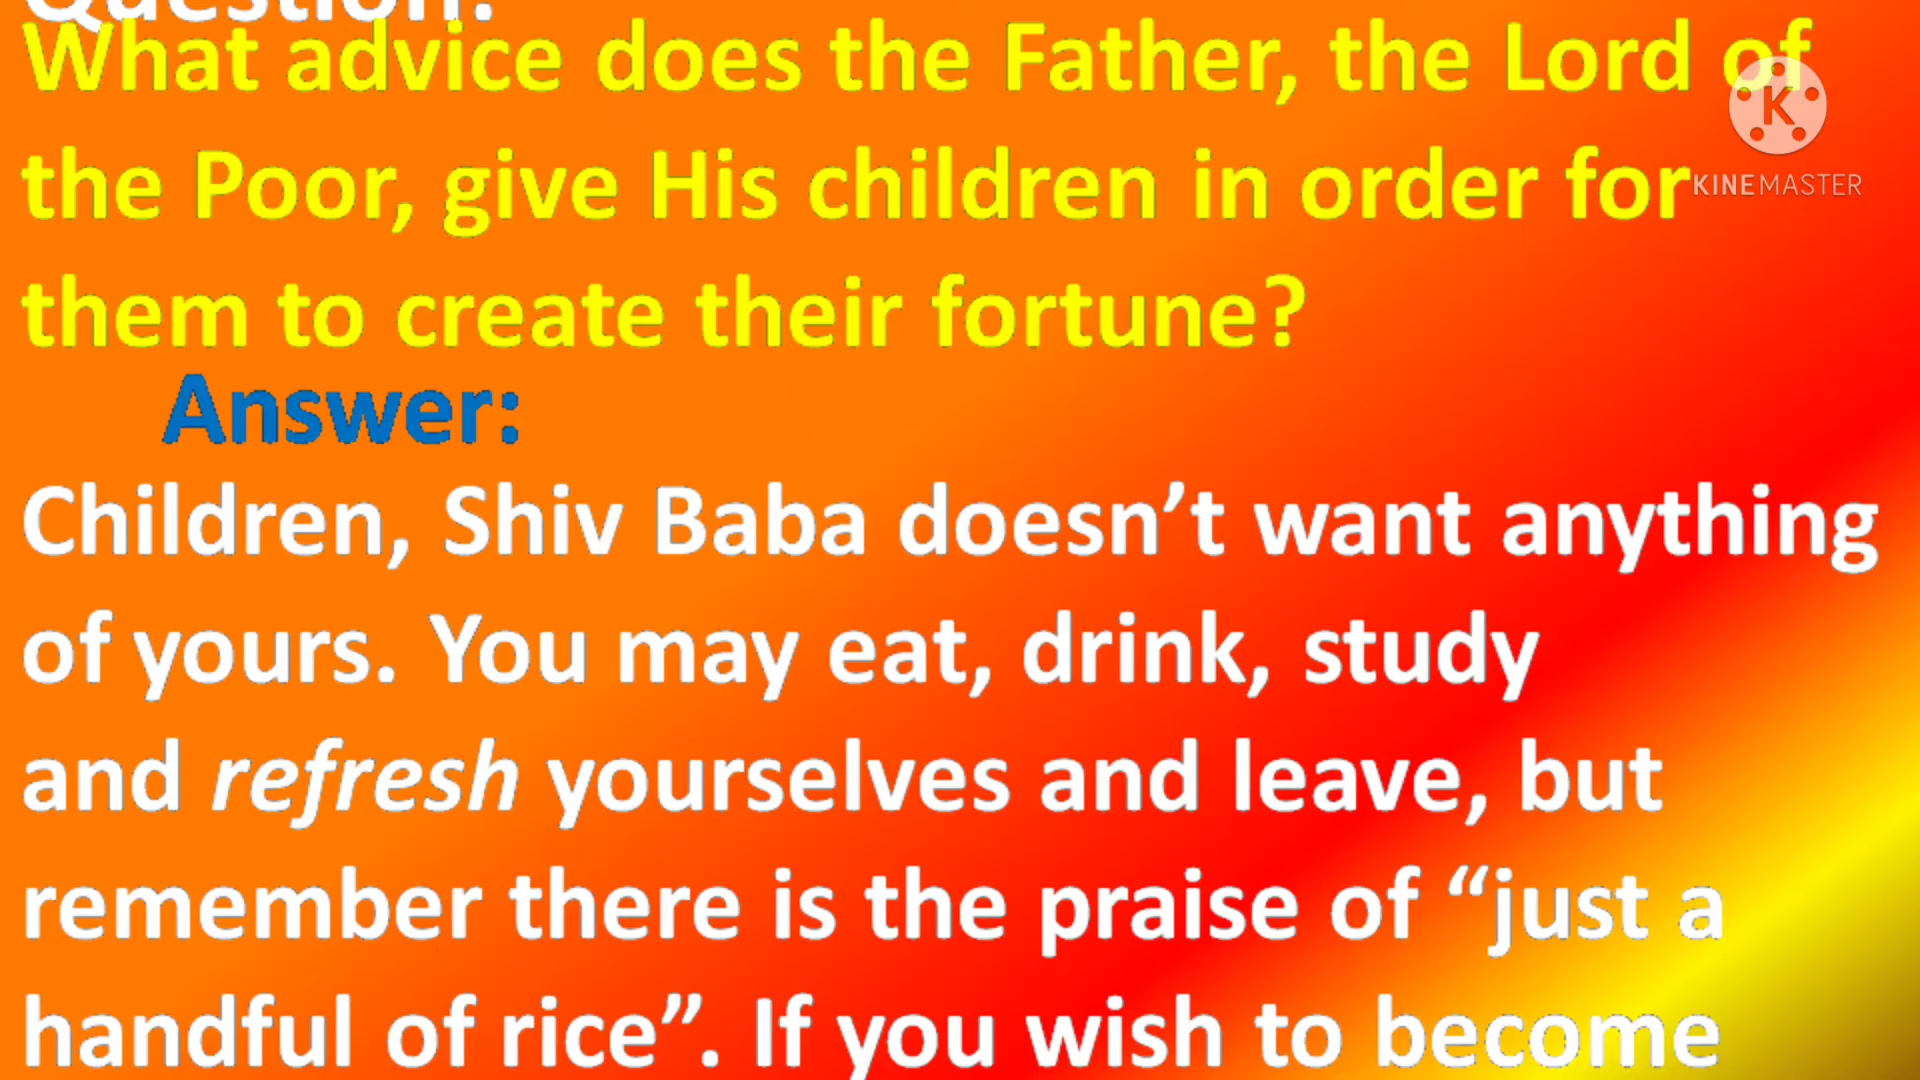 Question:
What advice does the Father, the Lord of
the Poor, give His children in order for
them to create their fortune?
Answer:
Children, Shiv Baba doesn’t want anything
of yours. You may eat, drink, study
and refresh yourselves and leave, but
remember there is the praise of “just a
handful of rice”. If you wish to become
K
KINEMASTER